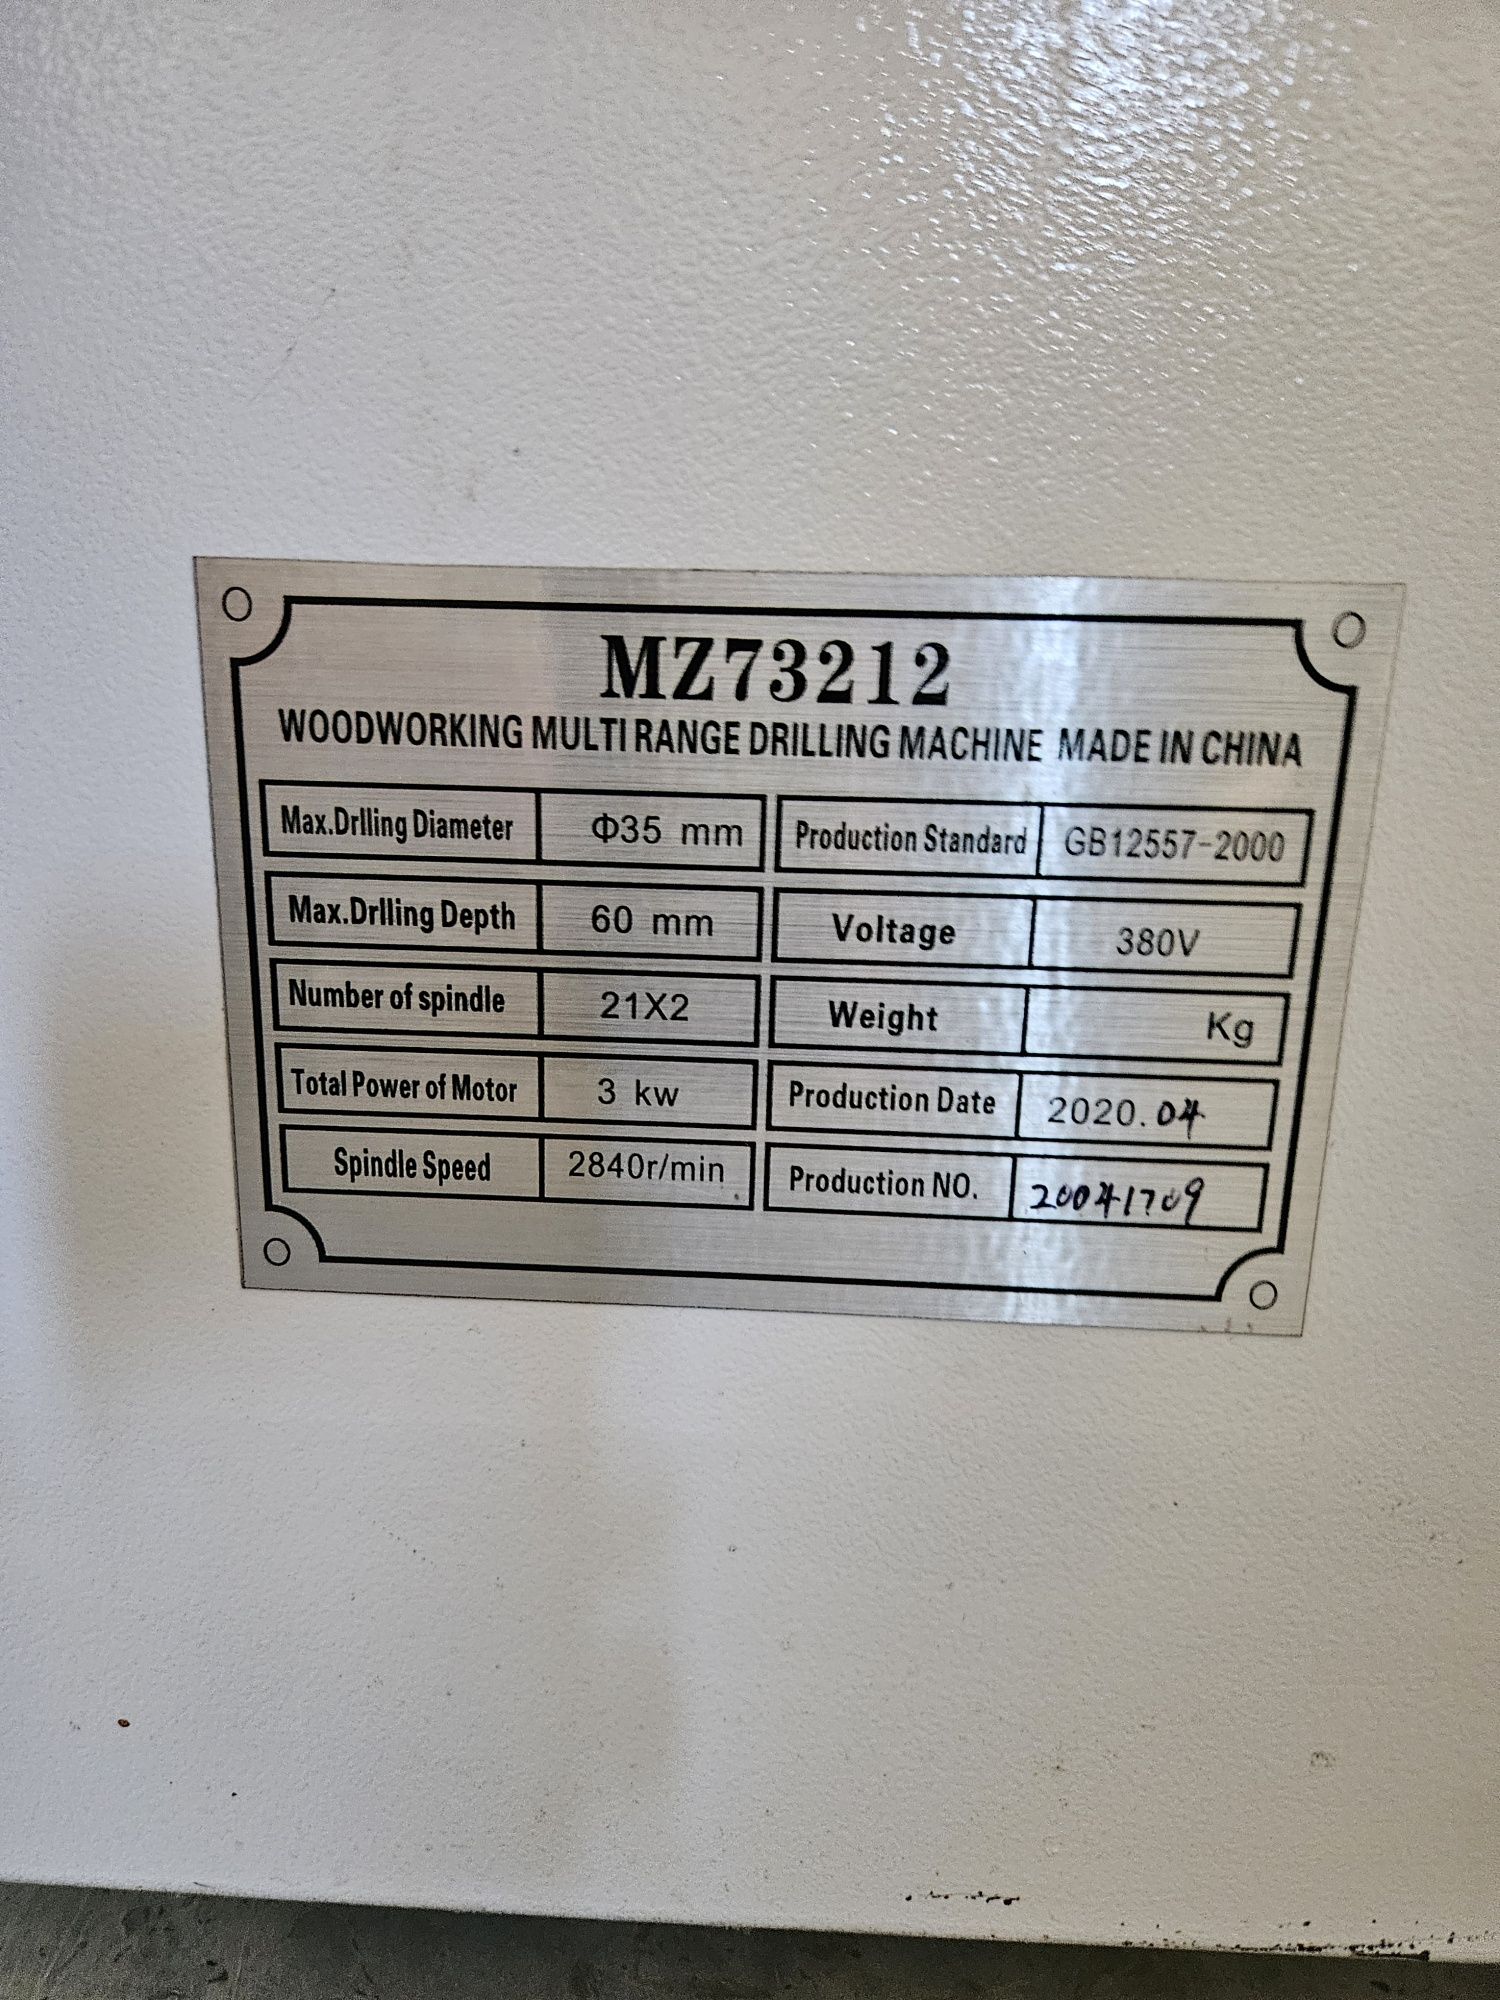 MZ73212
WOODWORKING MULTI RANGE DRILLING MACHINE MADE IN CHINA
Max.Drlling Diameter Φ35 mm Production Standard GB12557-2000
Max.Drlling Depth 60 mm Voltage 380V
Number of spindle 21X2 Weight Kg
Total Power of Motor 3 kw Production Date 2020.04
Spindle Speed 2840r/min Production NO. 20041709